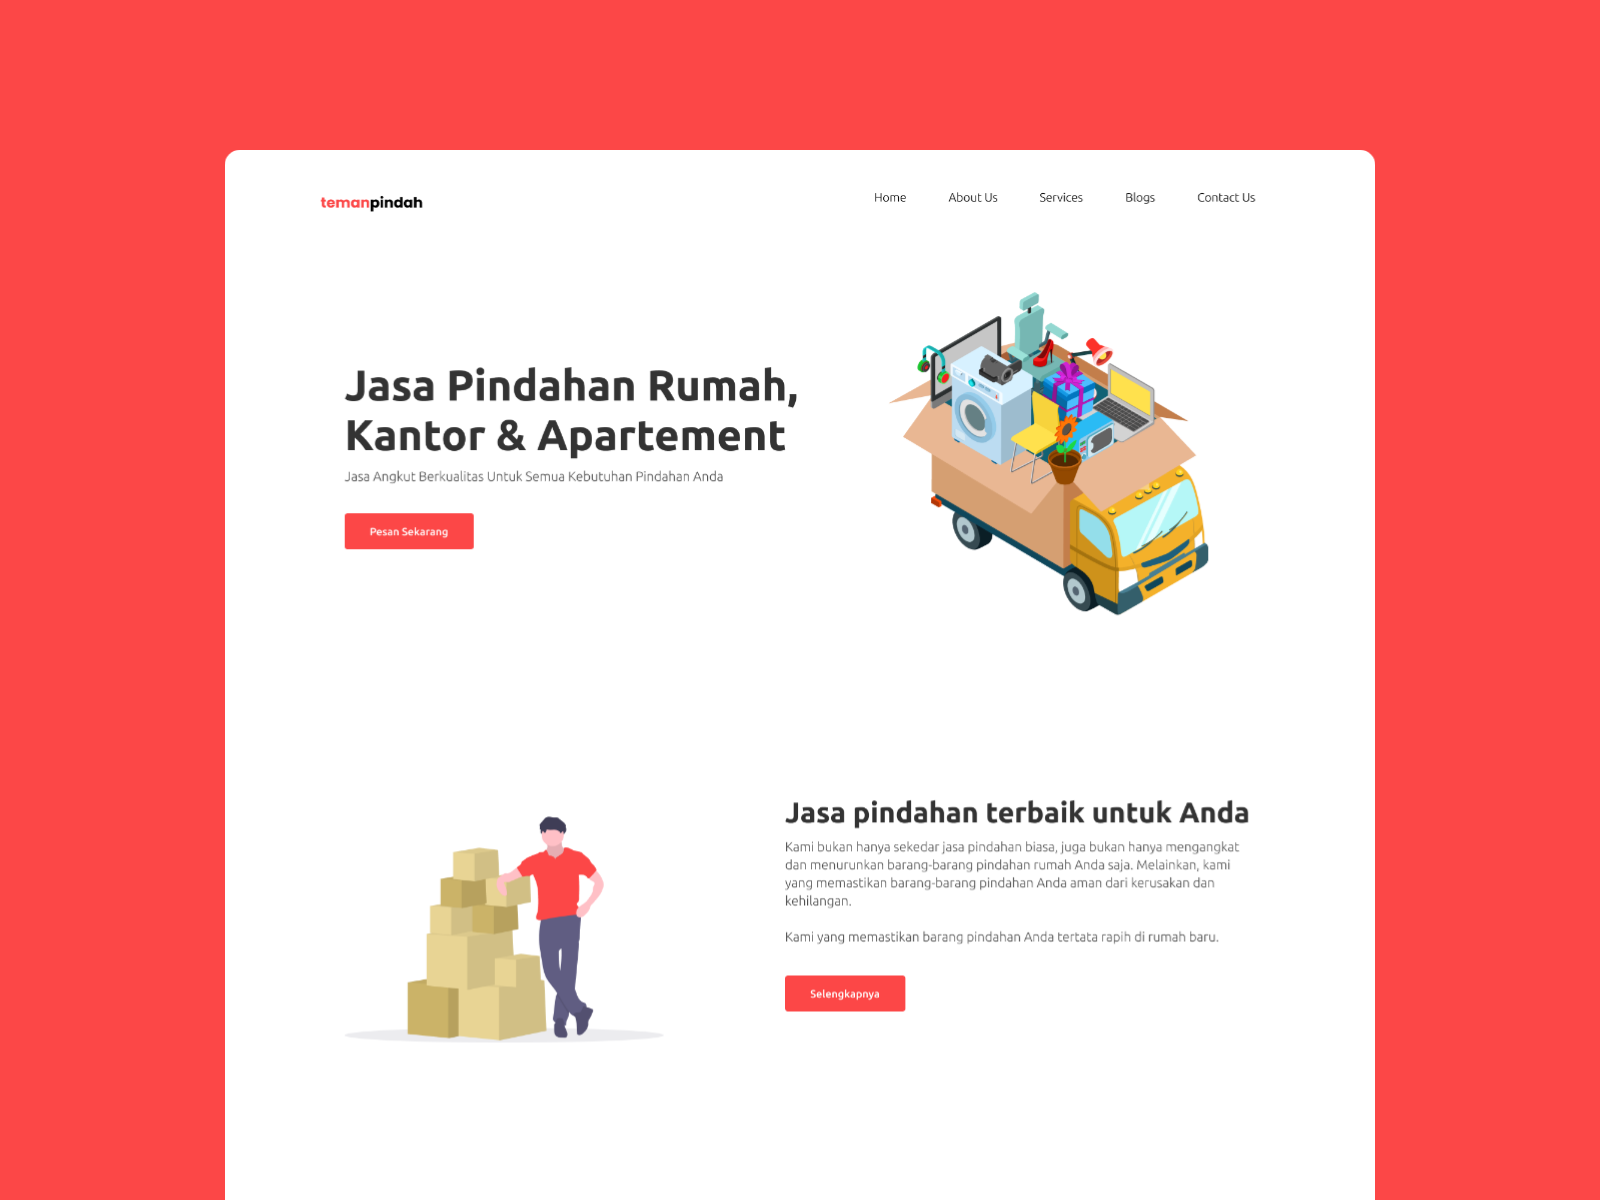 temanpindah
Home About Us Services Blogs Contact Us
Jasa Pindahan Rumah,
Kantor & Apartement
Jasa Angkut Berkualitas Untuk Semua Kebutuhan Pindahan Anda
Pesan Sekarang
Jasa pindahan terbaik untuk Anda
Kami bukan hanya sekedar jasa pindahan biasa, juga bukan hanya mengangkat
dan menurunkan barang-barang pindahan rumah Anda saja. Melainkan, kami
yang memastikan barang-barang pindahan Anda aman dari kerusakan dan
kehilangan.
Kami yang memastikan barang pindahan Anda tertata rapih di rumah baru.
Selengkapnya